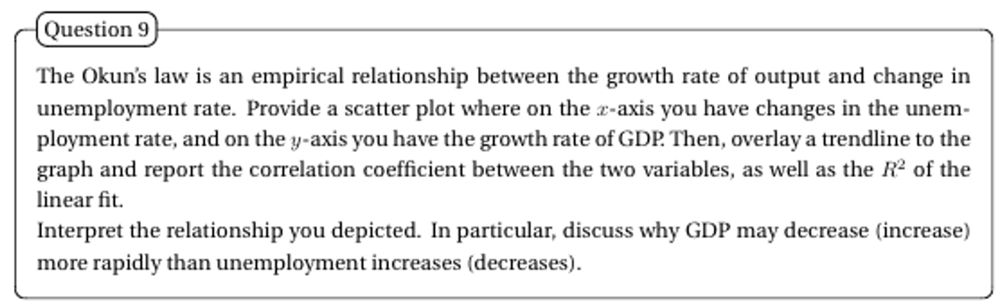 Question 9
The Okun's law is an empirical relationship between the growth rate of output and change in
unemployment rate. Provide a scatter plot where on the x-axis you have changes in the unem-
ployment rate, and on the y-axis you have the growth rate of GDP. Then, overlay a trendline to the
graph and report the correlation coefficient between the two variables, as well as the R² of the
linear fit.
Interpret the relationship you depicted. In particular, discuss why GDP may decrease (increase)
more rapidly than unemployment increases (decreases).